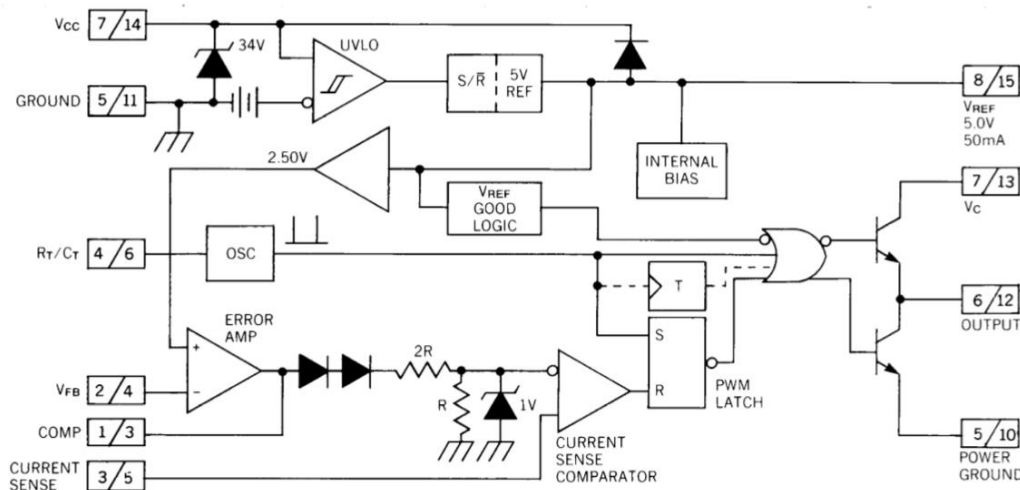 VCC 7/14
34V
UVLO
S/R̅
5V
REF
GROUND 5/11
8/15
VREF
5.0V
50mA
2.50V
INTERNAL
BIAS
VREF
GOOD
LOGIC
7/13
VC
RT/CT 4/6
OSC
T
6/12
OUTPUT
ERROR
AMP
+
−
2R
R
1V
S
R
PWM
LATCH
VFB 2/4
COMP 1/3
CURRENT
SENSE
3/5
CURRENT
SENSE
COMPARATOR
5/10
POWER
GROUND